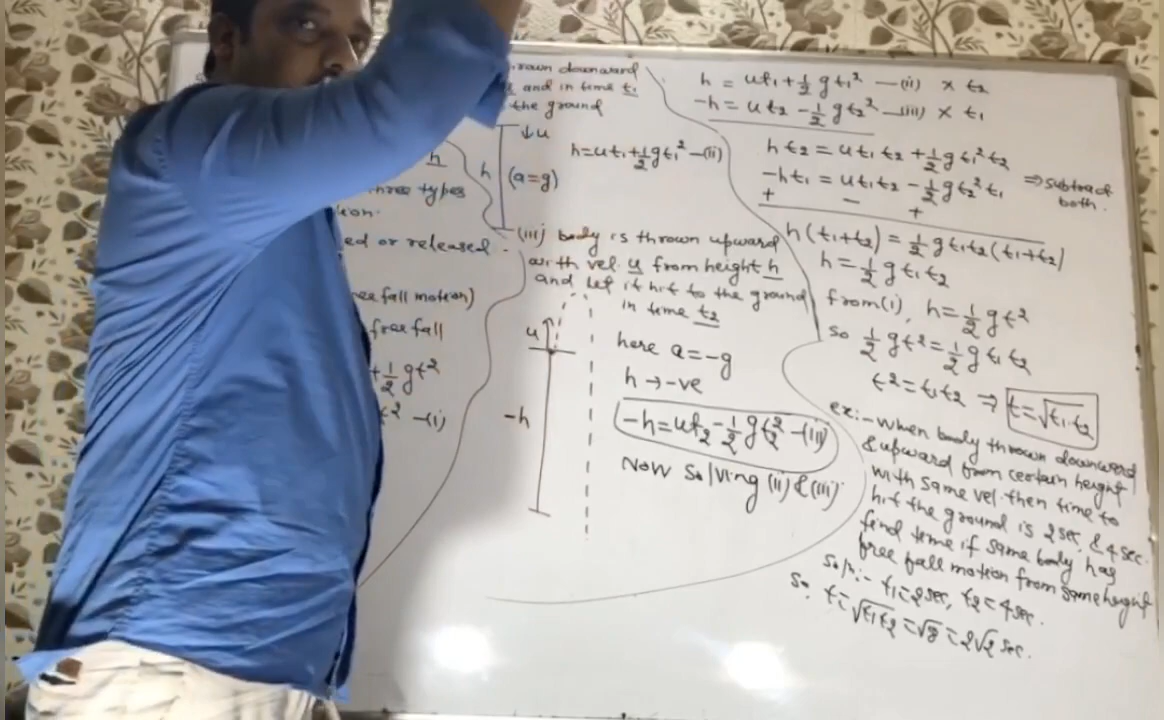 rown downward
and in time t₁
the ground
↓u
h=ut₁+½gt₁² —(ii)
h
(a=g)
h
three types
ed or released
ree fall motion)
free fall
+½gt²
t² —(i)
(iii) body is thrown upward
with vel. u from height h
and let it hit to the ground
in time t₂
u
here a=-g
h→-ve
-h
-h=ut₂-½gt₂² —(iii)
Now Solving (ii) & (iii)
h = ut₁+½gt₁² —(ii) × t₂
-h = ut₂ -½gt₂² —(iii) × t₁
ht₂ = ut₁t₂ +½gt₁²t₂
-ht₁ = ut₁t₂ -½gt₂²t₁ ⇒ subtract
both.
+ - +
h(t₁+t₂) = ½gt₁t₂(t₁+t₂)
h=½gt₁t₂
from(i), h=½gt²
so ½gt²=½gt₁t₂
t²=t₁t₂ ⇒ t=√t₁t₂
ex:- When body thrown downward
& upward from certain height
with same vel. then time to
hit the ground is 2 sec. & 4 sec.
find time if same body has
free fall motion from same height
Soln:- t₁=2sec, t₂=4sec.
So. t=√t₁t₂=√8=2√2 sec.